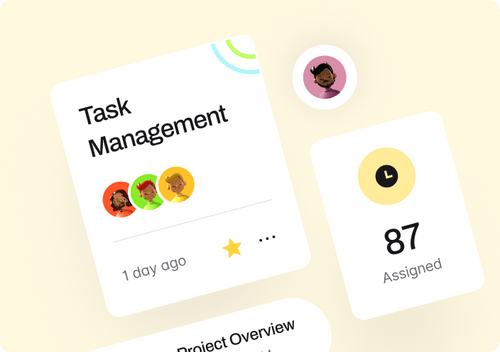 Task
Management
1 day ago
87
Assigned
Project Overview